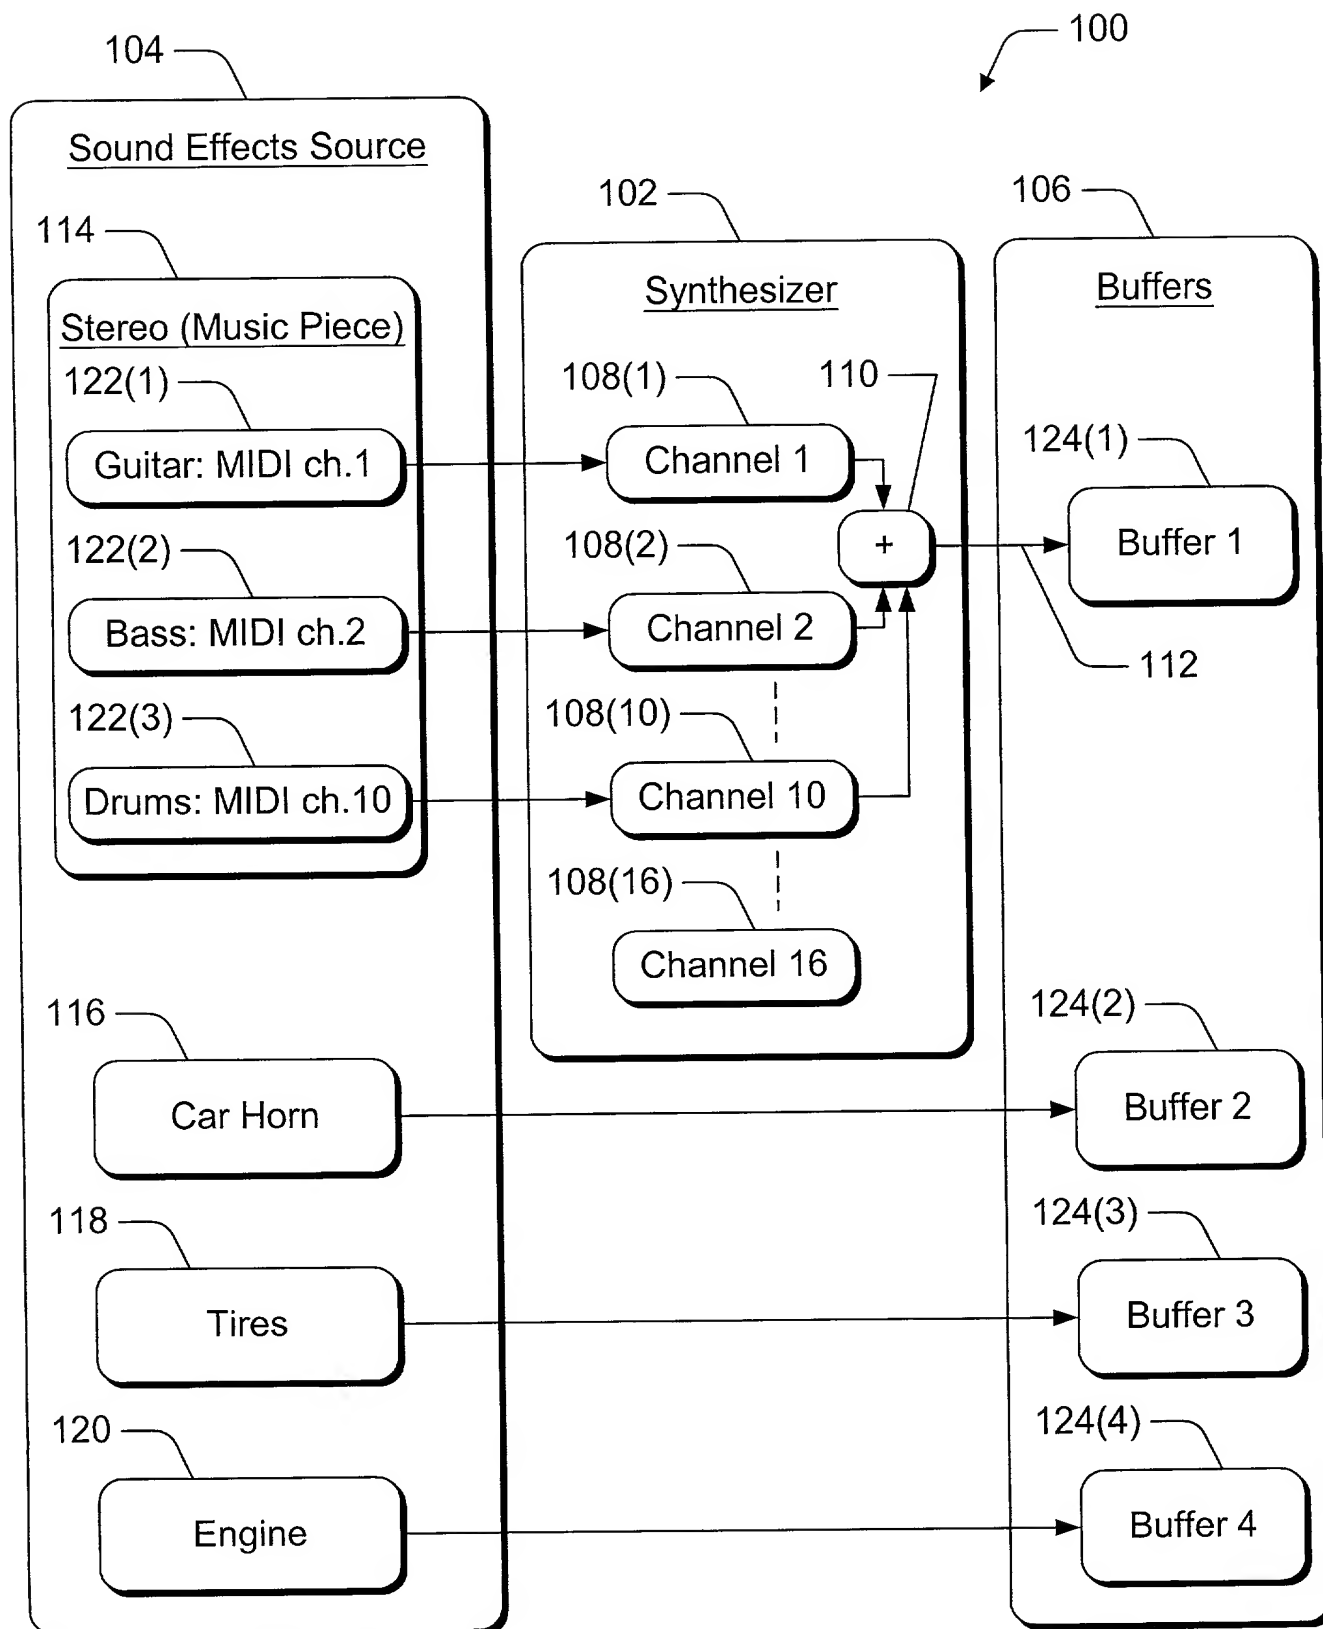 100
104
Sound Effects Source
102
106
114
Synthesizer
Buffers
Stereo (Music Piece)
122(1)
108(1)
110
124(1)
Guitar: MIDI ch.1
Channel 1
122(2)
108(2)
+
Buffer 1
Bass: MIDI ch.2
Channel 2
112
122(3)
108(10)
Drums: MIDI ch.10
Channel 10
108(16)
Channel 16
116
124(2)
Car Horn
Buffer 2
118
124(3)
Tires
Buffer 3
120
124(4)
Engine
Buffer 4